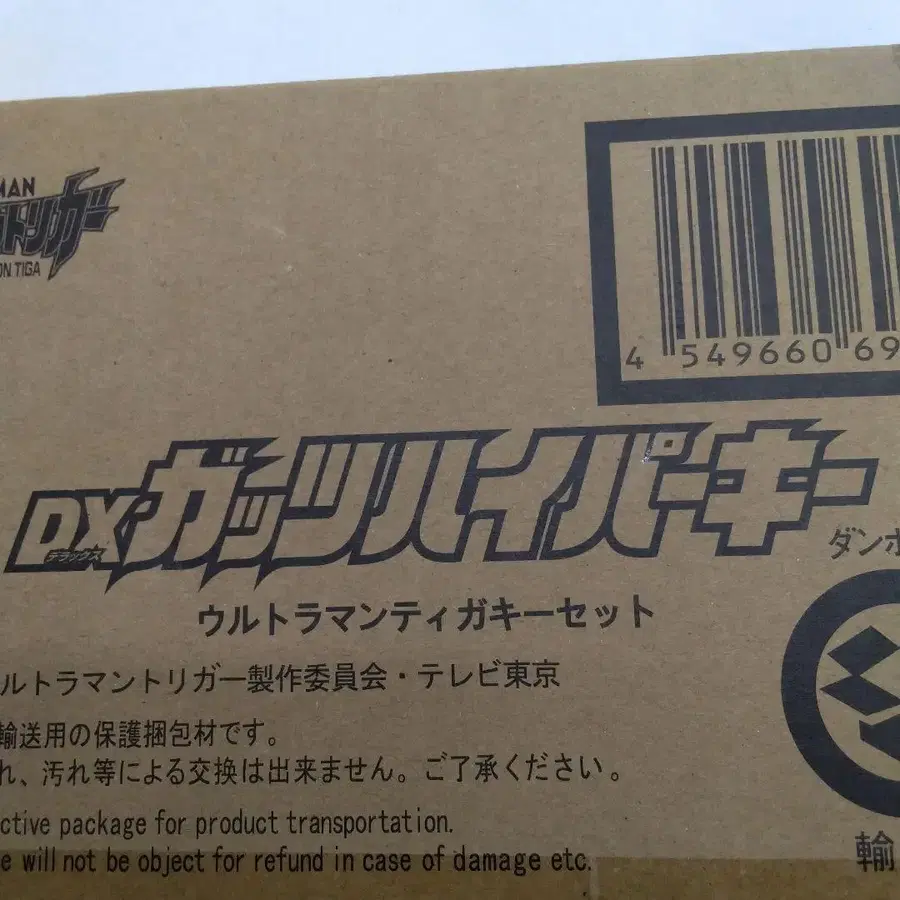 MAN
トリガー
ON TIGA
4 549660 69
DXガッツハイパーキー
デラックス
ウルトラマンティガキーセット
ダンボ
ルトラマントリガー製作委員会・テレビ東京
輸送用の保護梱包材です。
れ、汚れ等による交換は出来ません。ご了承ください。
ctive package for product transportation.
e will not be object for refund in case of damage etc.
輸